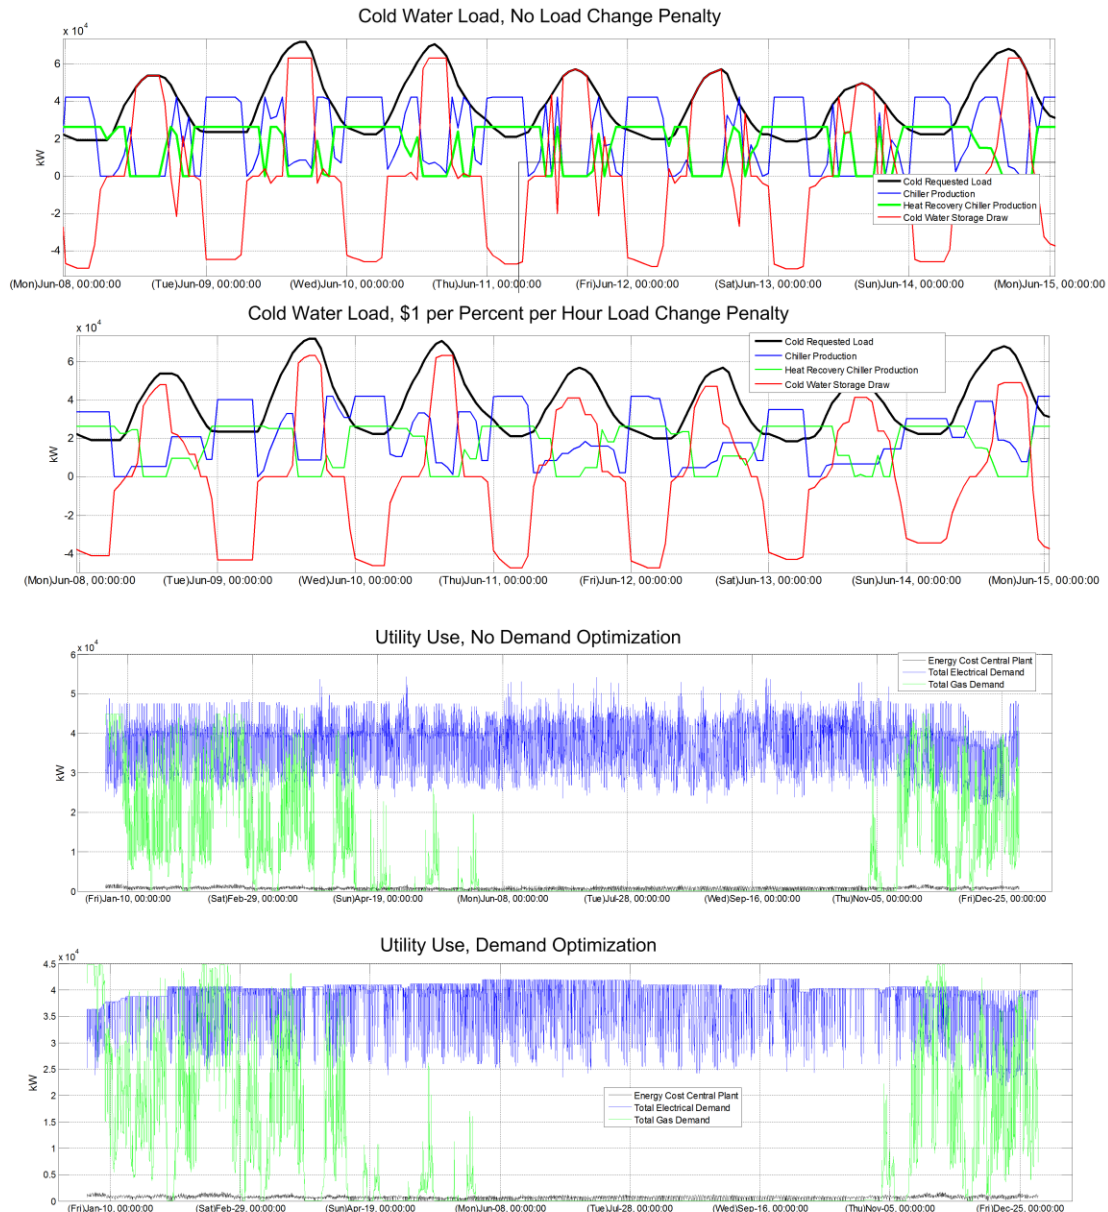 Cold Water Load, No Load Change Penalty
x 10^4
6
4
2
0
-2
-4
kW
Cold Requested Load
Chiller Production
Heat Recovery Chiller Production
Cold Water Storage Draw
(Mon)Jun-08, 00:00:00 (Tue)Jun-09, 00:00:00 (Wed)Jun-10, 00:00:00 (Thu)Jun-11, 00:00:00 (Fri)Jun-12, 00:00:00 (Sat)Jun-13, 00:00:00 (Sun)Jun-14, 00:00:00 (Mon)Jun-15, 00:00:00
Cold Water Load, $1 per Percent per Hour Load Change Penalty
x 10^4
6
4
2
0
-2
-4
kW
Cold Requested Load
Chiller Production
Heat Recovery Chiller Production
Cold Water Storage Draw
(Mon)Jun-08, 00:00:00 (Tue)Jun-09, 00:00:00 (Wed)Jun-10, 00:00:00 (Thu)Jun-11, 00:00:00 (Fri)Jun-12, 00:00:00 (Sat)Jun-13, 00:00:00 (Sun)Jun-14, 00:00:00 (Mon)Jun-15, 00:00:00
Utility Use, No Demand Optimization
x 10^4
6
5
4
3
2
1
0
kW
Energy Cost Central Plant
Total Electrical Demand
Total Gas Demand
(Fri)Jan-10, 00:00:00 (Sat)Feb-29, 00:00:00 (Sun)Apr-19, 00:00:00 (Mon)Jun-08, 00:00:00 (Tue)Jul-28, 00:00:00 (Wed)Sep-16, 00:00:00 (Thu)Nov-05, 00:00:00 (Fri)Dec-25, 00:00:00
Utility Use, Demand Optimization
x 10^4
4.5
4
3.5
3
2.5
2
1.5
1
0.5
0
kW
Energy Cost Central Plant
Total Electrical Demand
Total Gas Demand
(Fri)Jan-10, 00:00:00 (Sat)Feb-29, 00:00:00 (Sun)Apr-19, 00:00:00 (Mon)Jun-08, 00:00:00 (Tue)Jul-28, 00:00:00 (Wed)Sep-16, 00:00:00 (Thu)Nov-05, 00:00:00 (Fri)Dec-25, 00:00:00